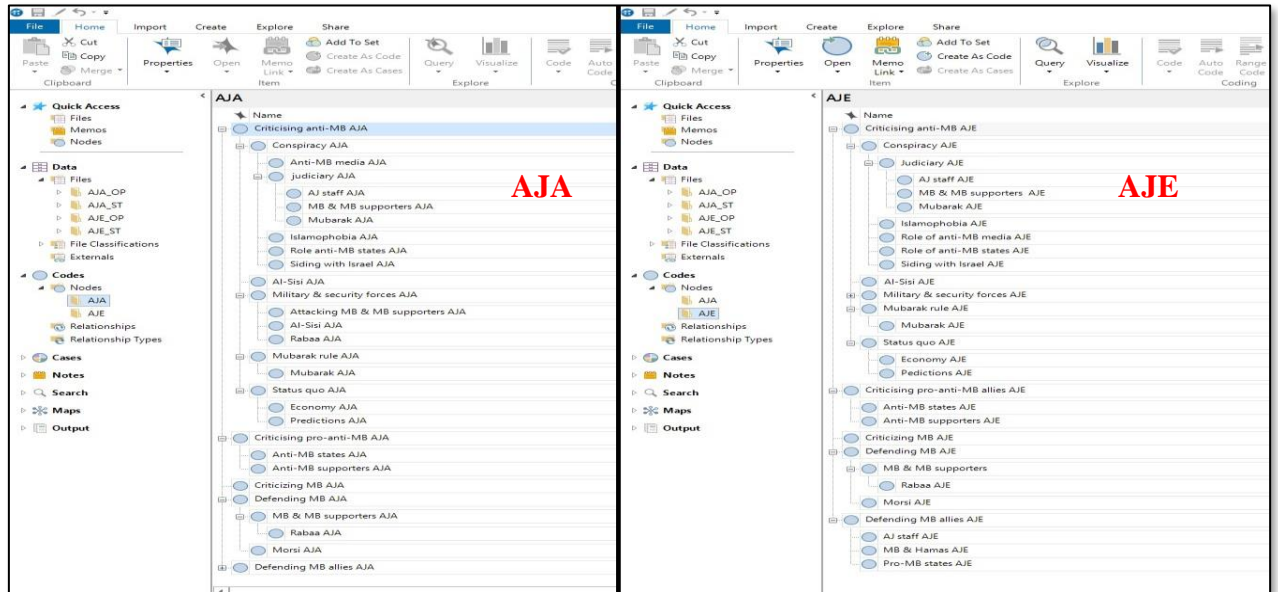 File Home Import Create Explore Share
Cut
Copy
Merge
Paste
Clipboard
Properties
Open
Memo Link
Add To Set
Create As Code
Create As Cases
Item
Query
Visualize
Explore
Code
Auto Code
Quick Access
Files
Memos
Nodes
Data
Files
AJA_OP
AJA_ST
AJE_OP
AJE_ST
File Classifications
Externals
Codes
Nodes
AJA
AJE
Relationships
Relationship Types
Cases
Notes
Search
Maps
Output
AJA
Name
Criticising anti-MB AJA
Conspiracy AJA
Anti-MB media AJA
judiciary AJA
AJ staff AJA
MB & MB supporters AJA
Mubarak AJA
Islamophobia AJA
Role anti-MB states AJA
Siding with Israel AJA
Al-Sisi AJA
Military & security forces AJA
Attacking MB & MB supporters AJA
Al-Sisi AJA
Rabaa AJA
Mubarak rule AJA
Mubarak AJA
Status quo AJA
Economy AJA
Predictions AJA
Criticising pro-anti-MB AJA
Anti-MB states AJA
Anti-MB supporters AJA
Criticizing MB AJA
Defending MB AJA
MB & MB supporters AJA
Rabaa AJA
Morsi AJA
Defending MB allies AJA
AJA
File Home Import Create Explore Share
Cut
Copy
Merge
Paste
Clipboard
Properties
Open
Memo Link
Add To Set
Create As Code
Create As Cases
Item
Query
Visualize
Explore
Code
Auto Code
Range Code
Coding
Quick Access
Files
Memos
Nodes
Data
Files
AJA_OP
AJA_ST
AJE_OP
AJE_ST
File Classifications
Externals
Codes
Nodes
AJA
AJE
Relationships
Relationship Types
Cases
Notes
Search
Maps
Output
AJE
Name
Criticising anti-MB AJE
Conspiracy AJE
Judiciary AJE
AJ staff AJE
MB & MB supporters AJE
Mubarak AJE
Islamophobia AJE
Role of anti-MB media AJE
Role of anti-MB states AJE
Siding with Israel AJE
Al-Sisi AJE
Military & security forces AJE
Mubarak rule AJE
Mubarak AJE
Status quo AJE
Economy AJE
Pedictions AJE
Criticising pro-anti-MB allies AJE
Anti-MB states AJE
Anti-MB supporters AJE
Criticizing MB AJE
Defending MB AJE
MB & MB supporters
Rabaa AJE
Morsi AJE
Defending MB allies AJE
AJ staff AJE
MB & Hamas AJE
Pro-MB states AJE
AJE